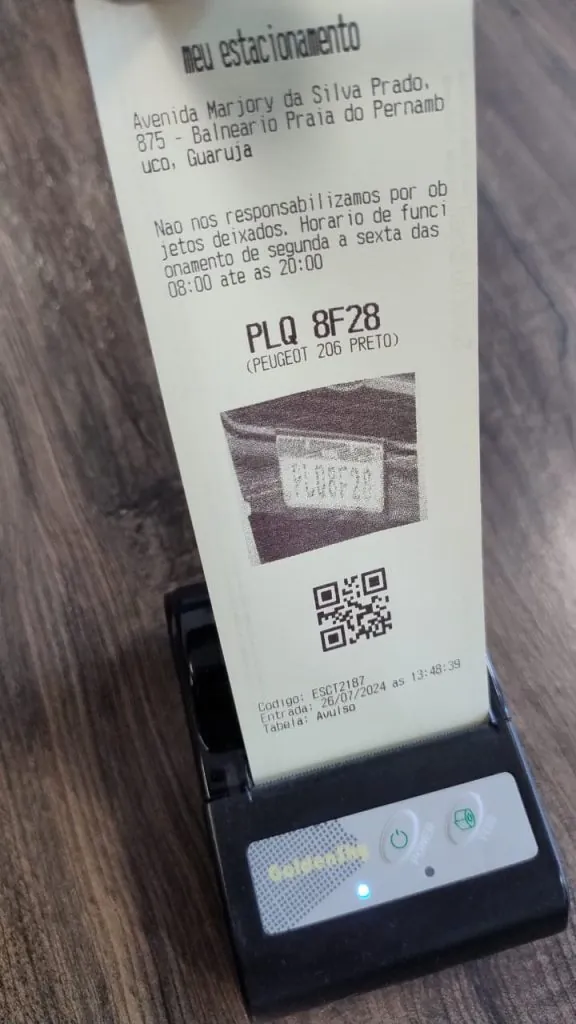 meu estacionamento
Avenida Marjory da Silva Prado,
875 - Balneario Praia do Pernamb
uco, Guaruja
Nao nos responsabilizamos por ob
jetos deixados. Horario de funci
onamento de segunda a sexta das
08:00 ate as 20:00
PLQ 8F28
(PEUGEOT 206 PRETO)
PLQ8F28
Codigo: ESCT2187
Entrada: 26/07/2024 as 13:48:39
Tabela: Avulso
POWER